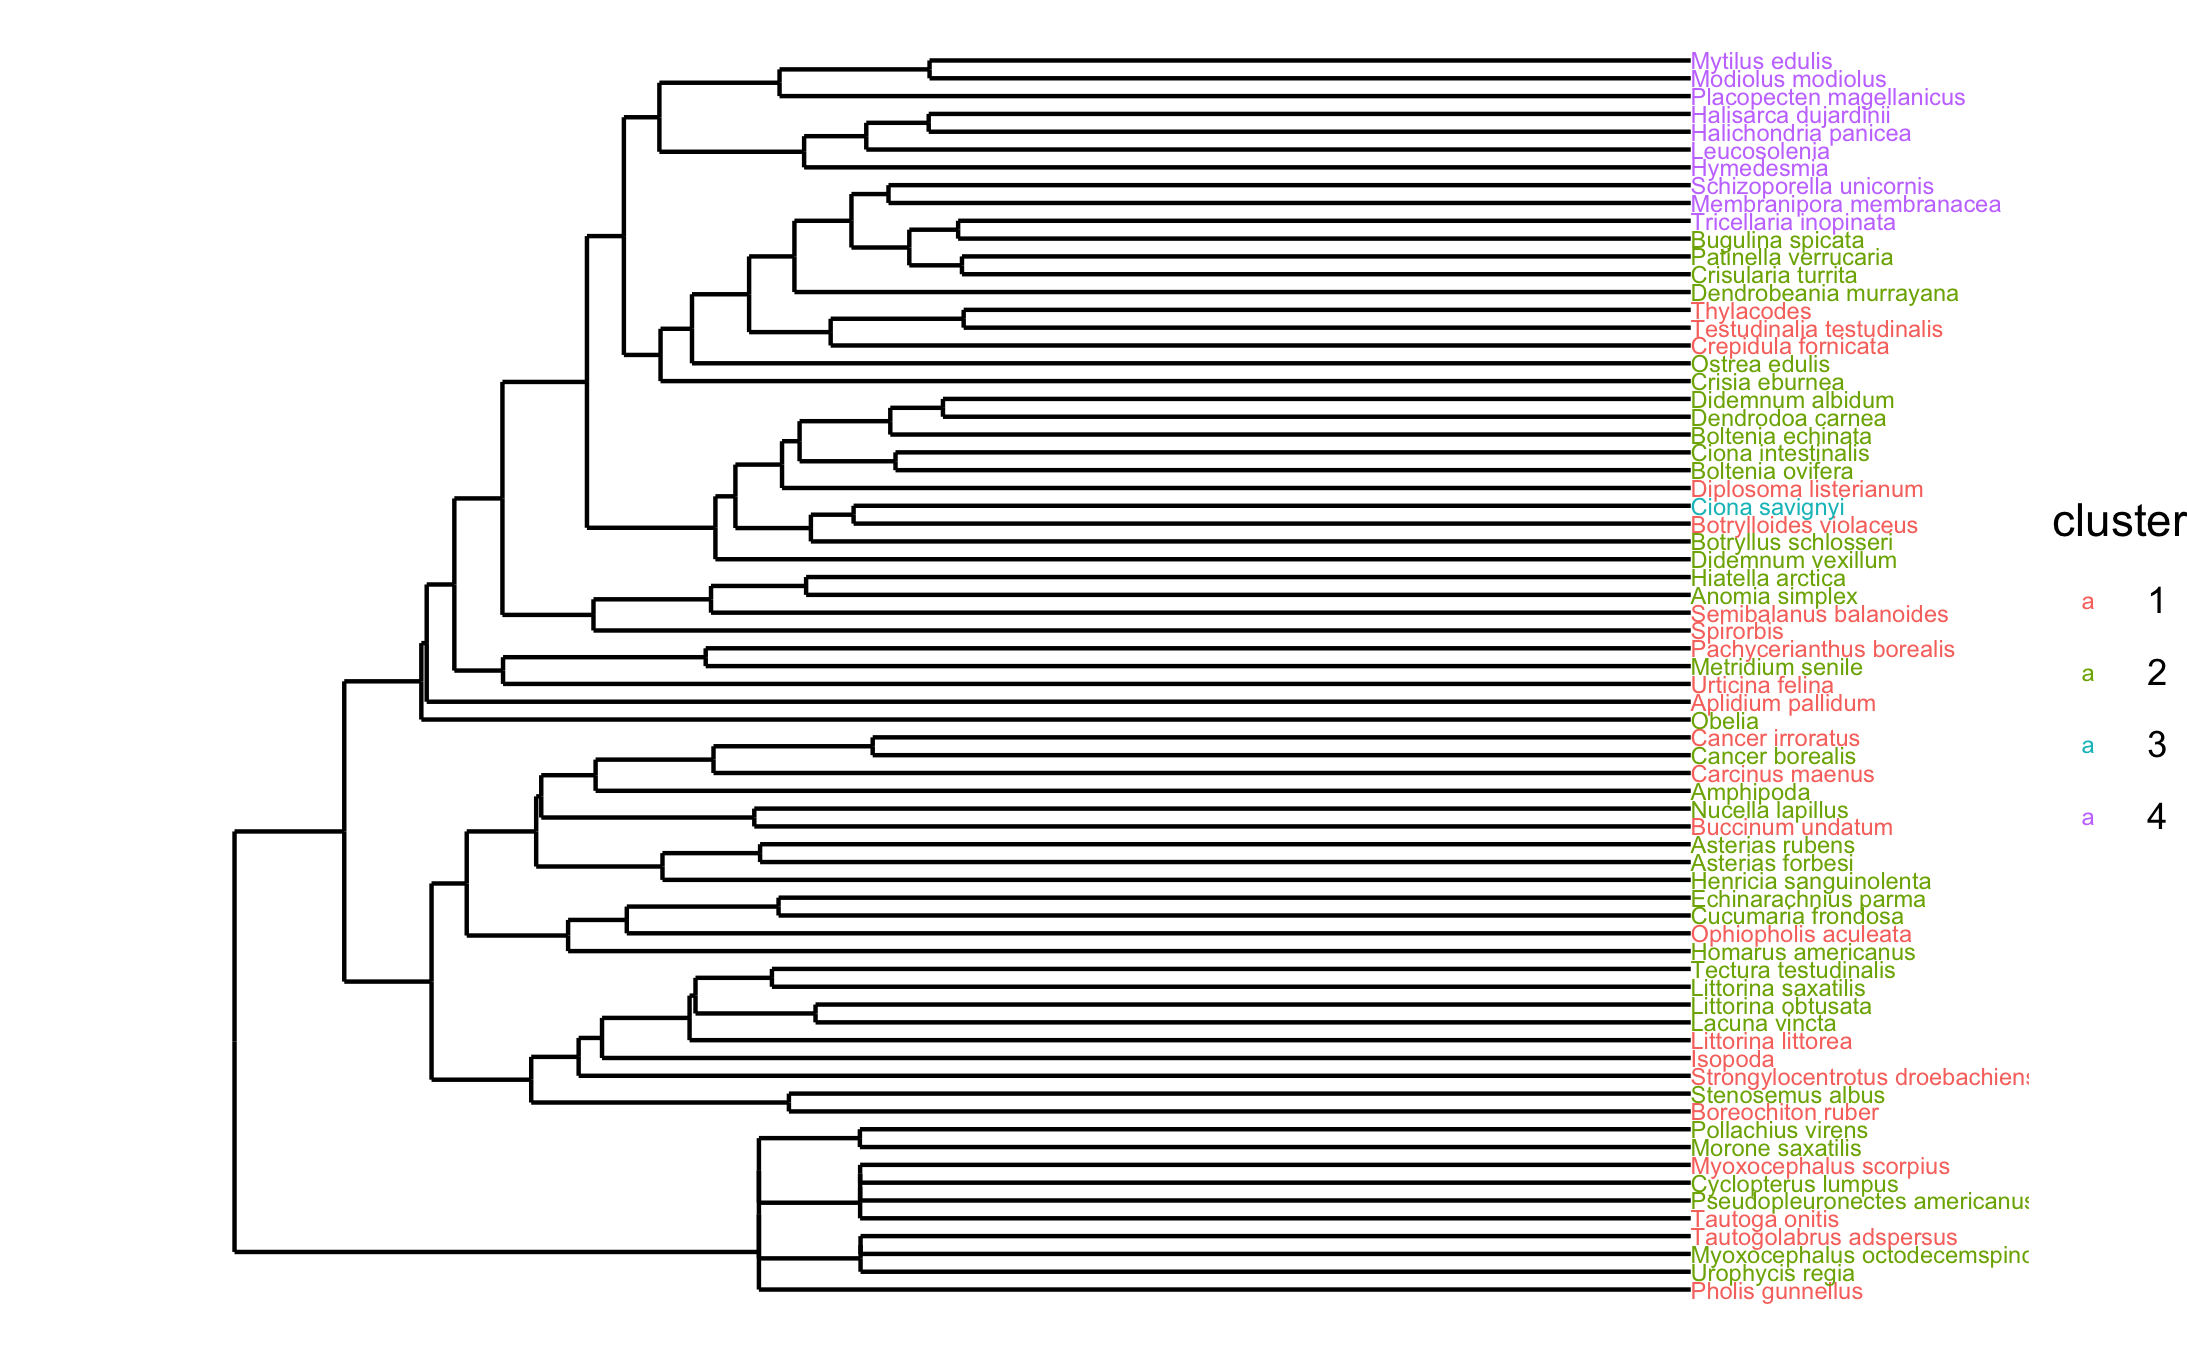 Mytilus edulis
Modiolus modiolus
Placopecten magellanicus
Halisarca dujardinii
Halichondria panicea
Leucosolenia
Hymedesmia
Schizoporella unicornis
Membranipora membranacea
Tricellaria inopinata
Bugulina spicata
Patinella verrucaria
Crisularia turrita
Dendrobeania murrayana
Thylacodes
Testudinalia testudinalis
Crepidula fornicata
Ostrea edulis
Crisia eburnea
Didemnum albidum
Dendrodoa carnea
Boltenia echinata
Ciona intestinalis
Boltenia ovifera
Diplosoma listerianum
Ciona savignyi
Botrylloides violaceus
Botryllus schlosseri
Didemnum vexillum
Hiatella arctica
Anomia simplex
Semibalanus balanoides
Spirorbis
Pachycerianthus borealis
Metridium senile
Urticina felina
Aplidium pallidum
Obelia
Cancer irroratus
Cancer borealis
Carcinus maenus
Amphipoda
Nucella lapillus
Buccinum undatum
Asterias rubens
Asterias forbesi
Henricia sanguinolenta
Echinarachnius parma
Cucumaria frondosa
Ophiopholis aculeata
Homarus americanus
Tectura testudinalis
Littorina saxatilis
Littorina obtusata
Lacuna vincta
Littorina littorea
Isopoda
Strongylocentrotus droebachiens
Stenosemus albus
Boreochiton ruber
Pollachius virens
Morone saxatilis
Myoxocephalus scorpius
Cyclopterus lumpus
Pseudopleuronectes americanus
Tautoga onitis
Tautogolabrus adspersus
Myoxocephalus octodecemspino
Urophycis regia
Pholis gunnellus
cluster
a 1
a 2
a 3
a 4